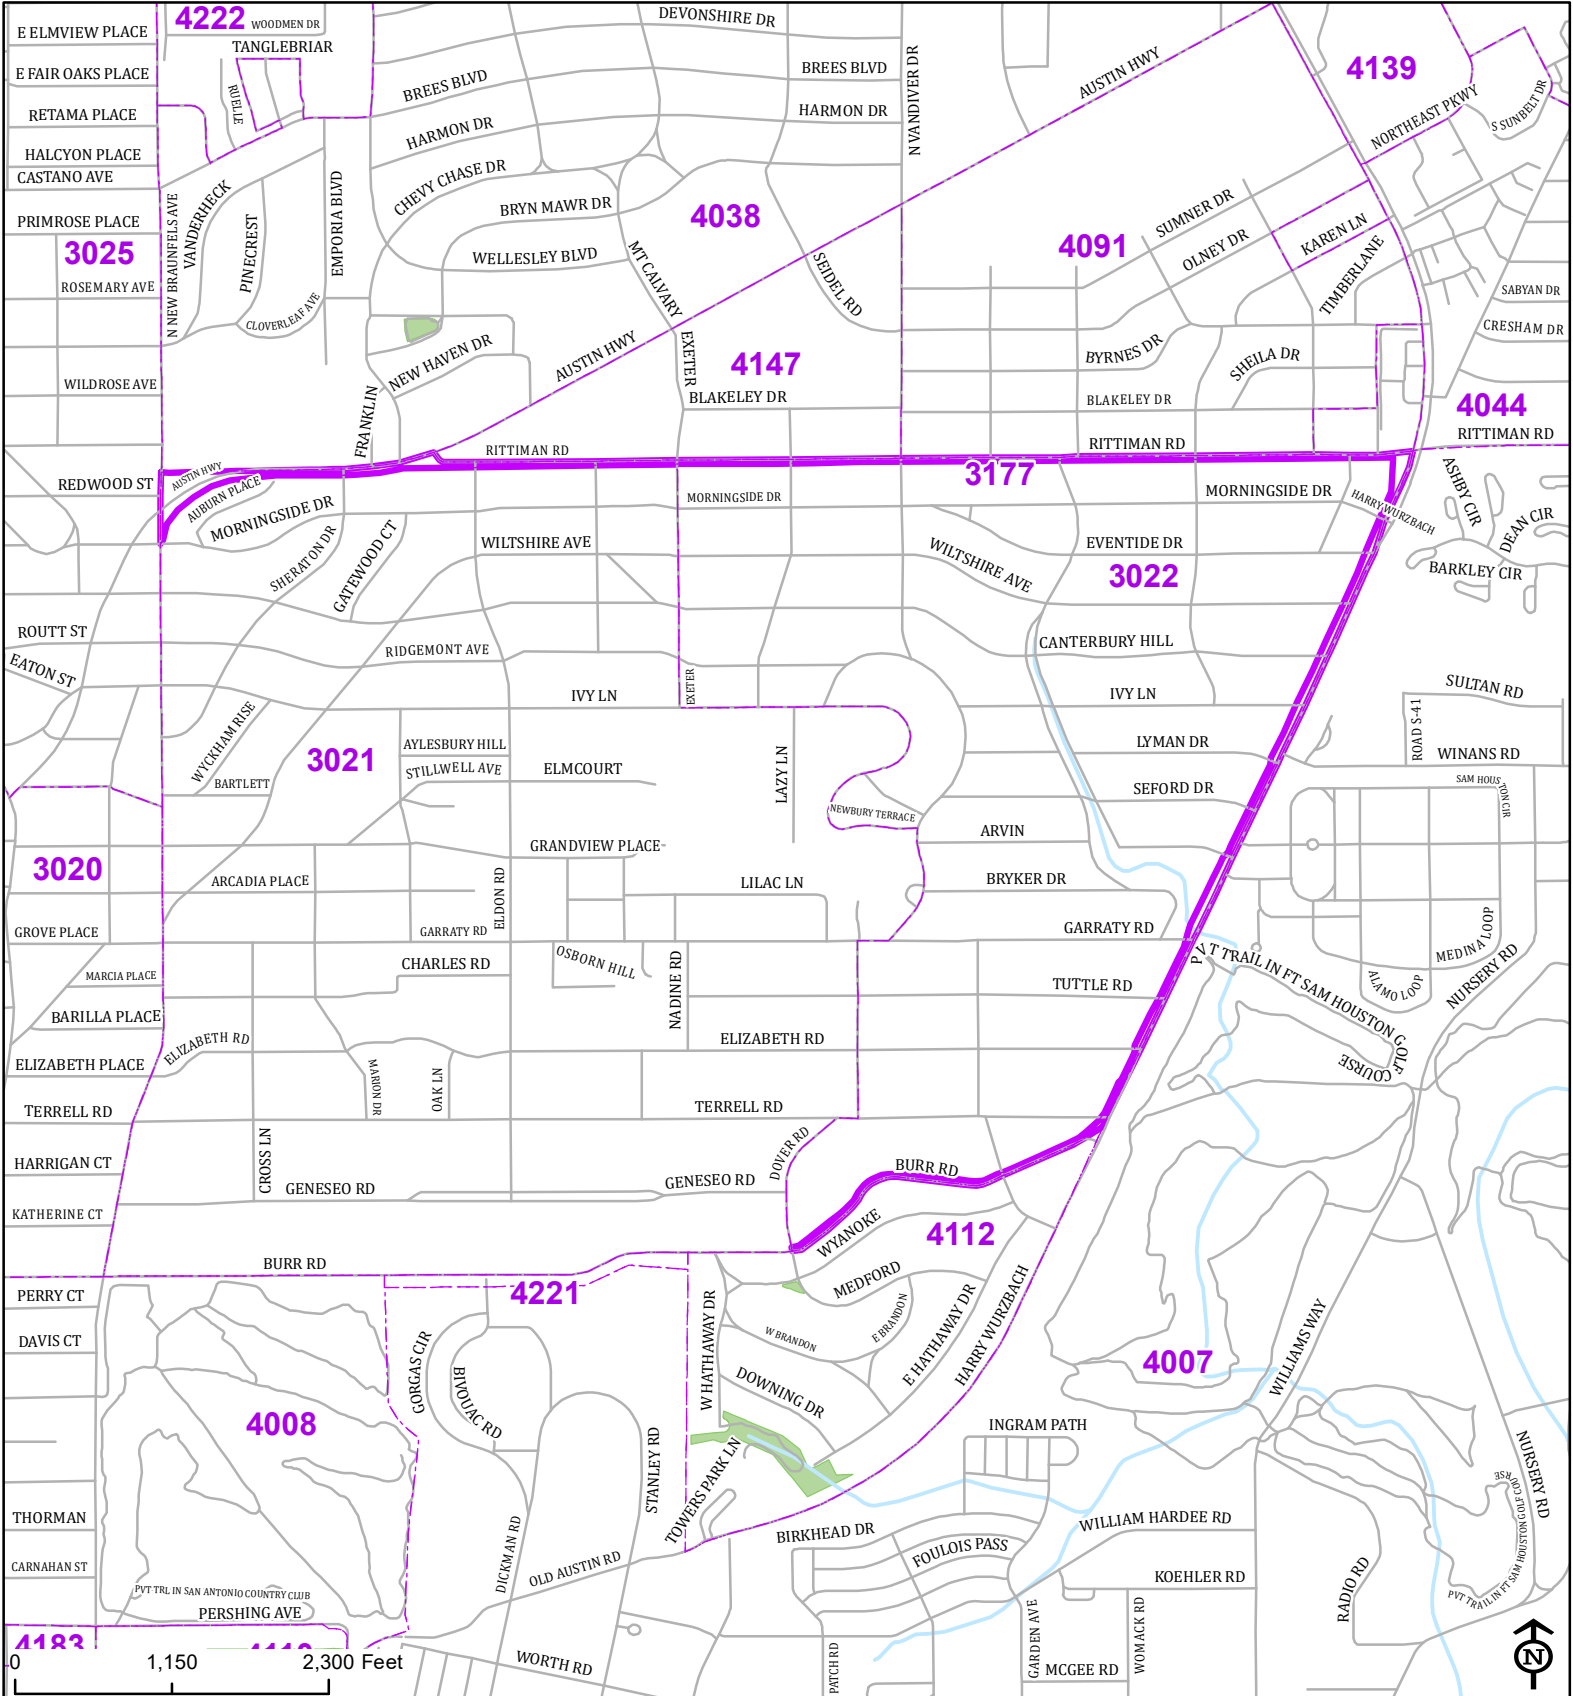 4222
WOODMEN DR
DEVONSHIRE DR
E ELMVIEW PLACE
TANGLEBRIAR
E FAIR OAKS PLACE
BREES BLVD
BREES BLVD
N VANDIVER DR
AUSTIN HWY
4139
RUELLE
RETAMA PLACE
HARMON DR
HARMON DR
NORTHEAST PKWY
S SUNBELT DR
HALCYON PLACE
CASTANO AVE
CHEVY CHASE DR
PRIMROSE PLACE
N NEW BRAUNFELS AVE
VANDERHECK
PINECREST
EMPORIA BLVD
BRYN MAWR DR
4038
SUMNER DR
3025
WELLESLEY BLVD
MT CALVARY
SEIDEL RD
4091
OLNEY DR
KAREN LN
TIMBERLANE
ROSEMARY AVE
CLOVERLEAF AVE
SABYAN DR
CRESHAM DR
NEW HAVEN DR
AUSTIN HWY
EXETER
4147
BYRNES DR
SHEILA DR
WILDROSE AVE
BLAKELEY DR
BLAKELEY DR
4044
FRANKLIN
RITTIMAN RD
RITTIMAN RD
RITTIMAN RD
AUSTIN HWY
3177
REDWOOD ST
AUBURN PLACE
MORNINGSIDE DR
MORNINGSIDE DR
MORNINGSIDE DR
HARRY WURZBACH
ASHBY CIR
DEAN CIR
SHERATON DR
GATEWOOD CT
WILTSHIRE AVE
WILTSHIRE AVE
EVENTIDE DR
3022
BARKLEY CIR
ROUTT ST
RIDGEMONT AVE
CANTERBURY HILL
EATON ST
EXETER
IVY LN
IVY LN
SULTAN RD
ROAD S-41
WYCKHAM RISE
3021
AYLESBURY HILL
STILLWELL AVE
ELMCOURT
LAZY LN
LYMAN DR
WINANS RD
BARTLETT
SEFORD DR
SAM HOUSTON CIR
NEWBURY TERRACE
ARVIN
GRANDVIEW PLACE
3020
ARCADIA PLACE
ELDON RD
LILAC LN
BRYKER DR
GROVE PLACE
GARRATY RD
GARRATY RD
MEDINA LOOP
MARCIA PLACE
CHARLES RD
OSBORN HILL
NADINE RD
TUTTLE RD
PVT TRAIL IN FT SAM HOUSTON GOLF COURSE
ALAMO LOOP
NURSERY RD
BARILLA PLACE
ELIZABETH RD
ELIZABETH RD
ELIZABETH PLACE
MARION DR
OAK LN
TERRELL RD
TERRELL RD
CROSS LN
DOVER RD
HARRIGAN CT
BURR RD
GENESEO RD
GENESEO RD
KATHERINE CT
WYANOKE
4112
BURR RD
4221
MEDFORD
PERRY CT
W HATHAWAY DR
E BRANDON
W BRANDON
E HATHAWAY DR
HARRY WURZBACH
DAVIS CT
GORGAS CIR
BIVOUAC RD
4007
WILLIAMS WAY
DOWNING DR
4008
INGRAM PATH
STANLEY RD
TOWERS PARK LN
NURSERY RD
THORMAN
DICKMAN RD
BIRKHEAD DR
WILLIAM HARDEE RD
FOULOIS PASS
CARNAHAN ST
OLD AUSTIN RD
KOEHLER RD
RADIO RD
PVT TRAIL IN FT SAM HOUSTON GOLF COURSE
PVT TRL IN SAN ANTONIO COUNTRY CLUB
PERSHING AVE
GARDEN AVE
WOMACK RD
4183
PATCH RD
WORTH RD
MCGEE RD
0 1,150 2,300 Feet
N